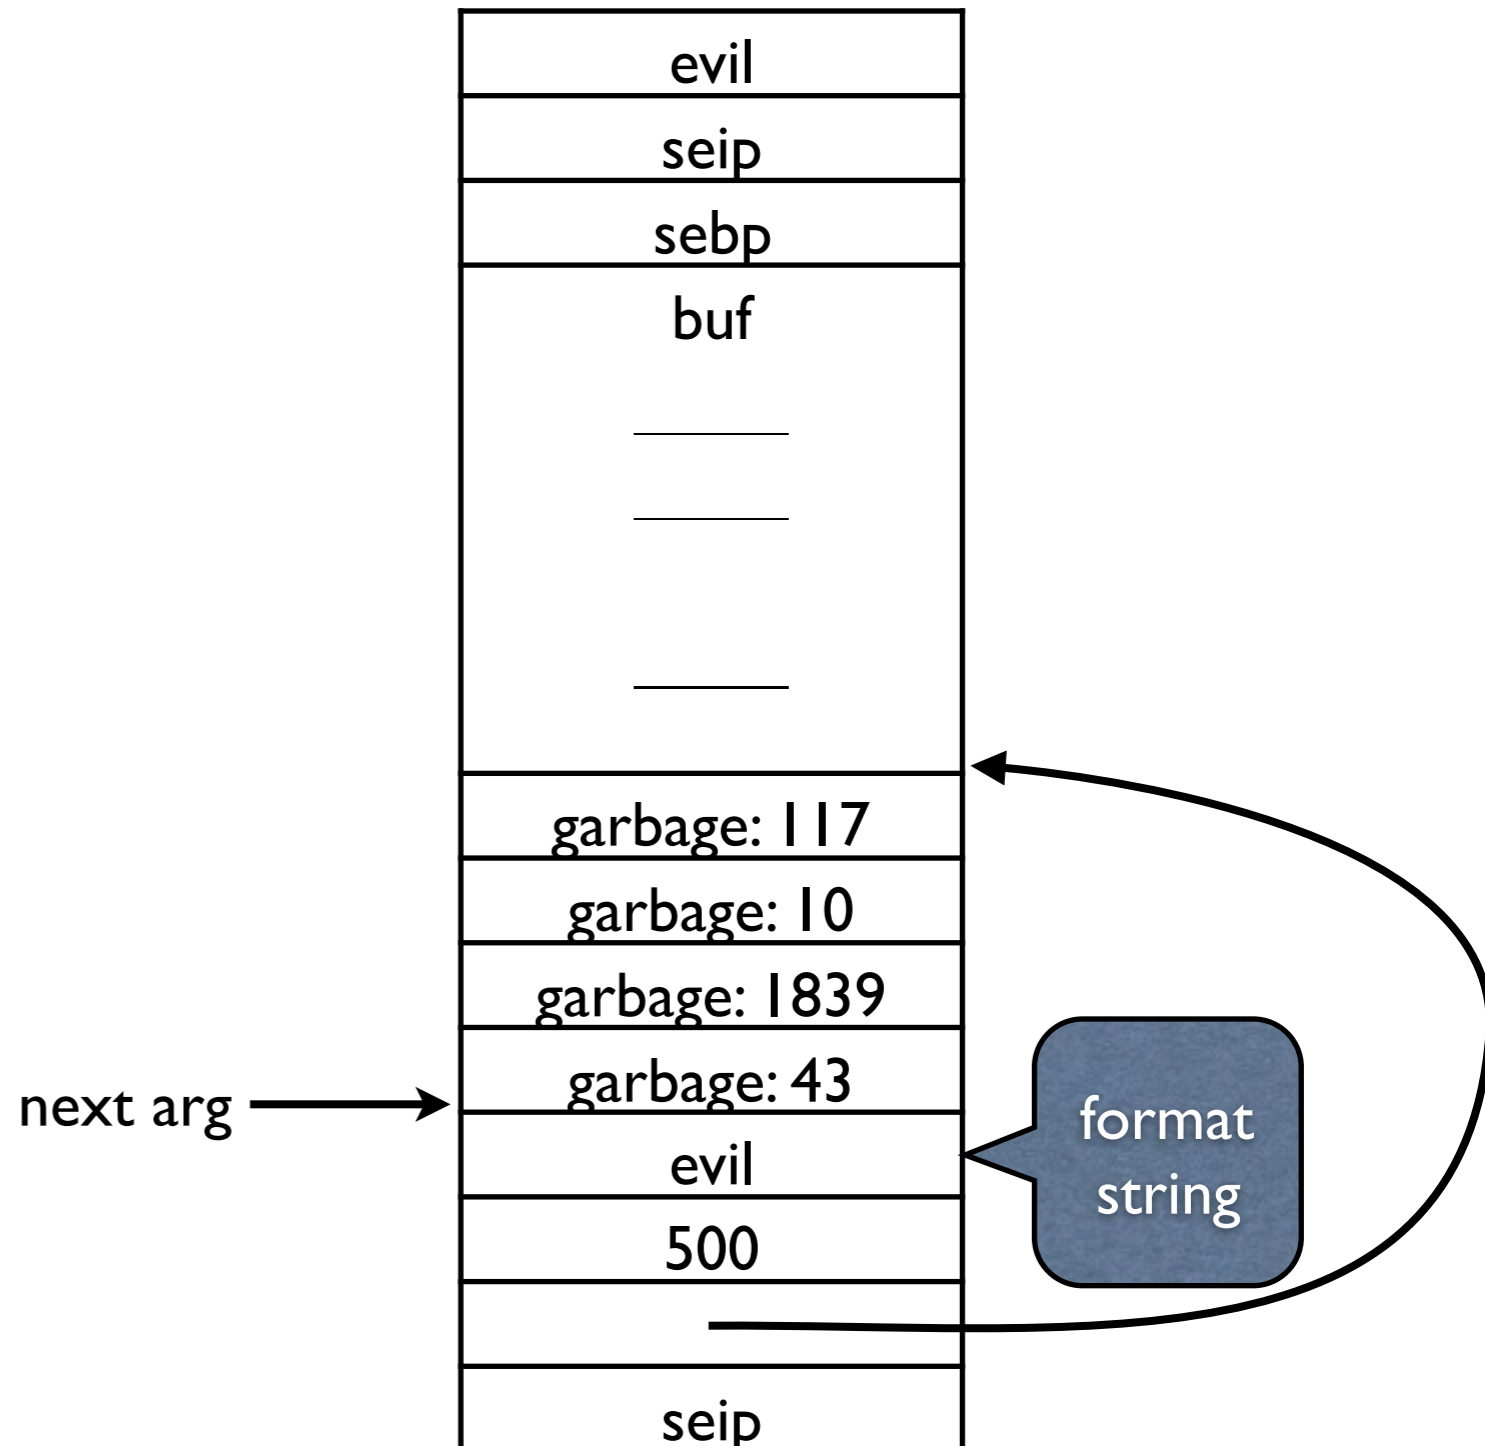 evil
seip
sebp
buf
garbage: 117
garbage: 10
garbage: 1839
garbage: 43
next arg
evil
format
string
500
seip